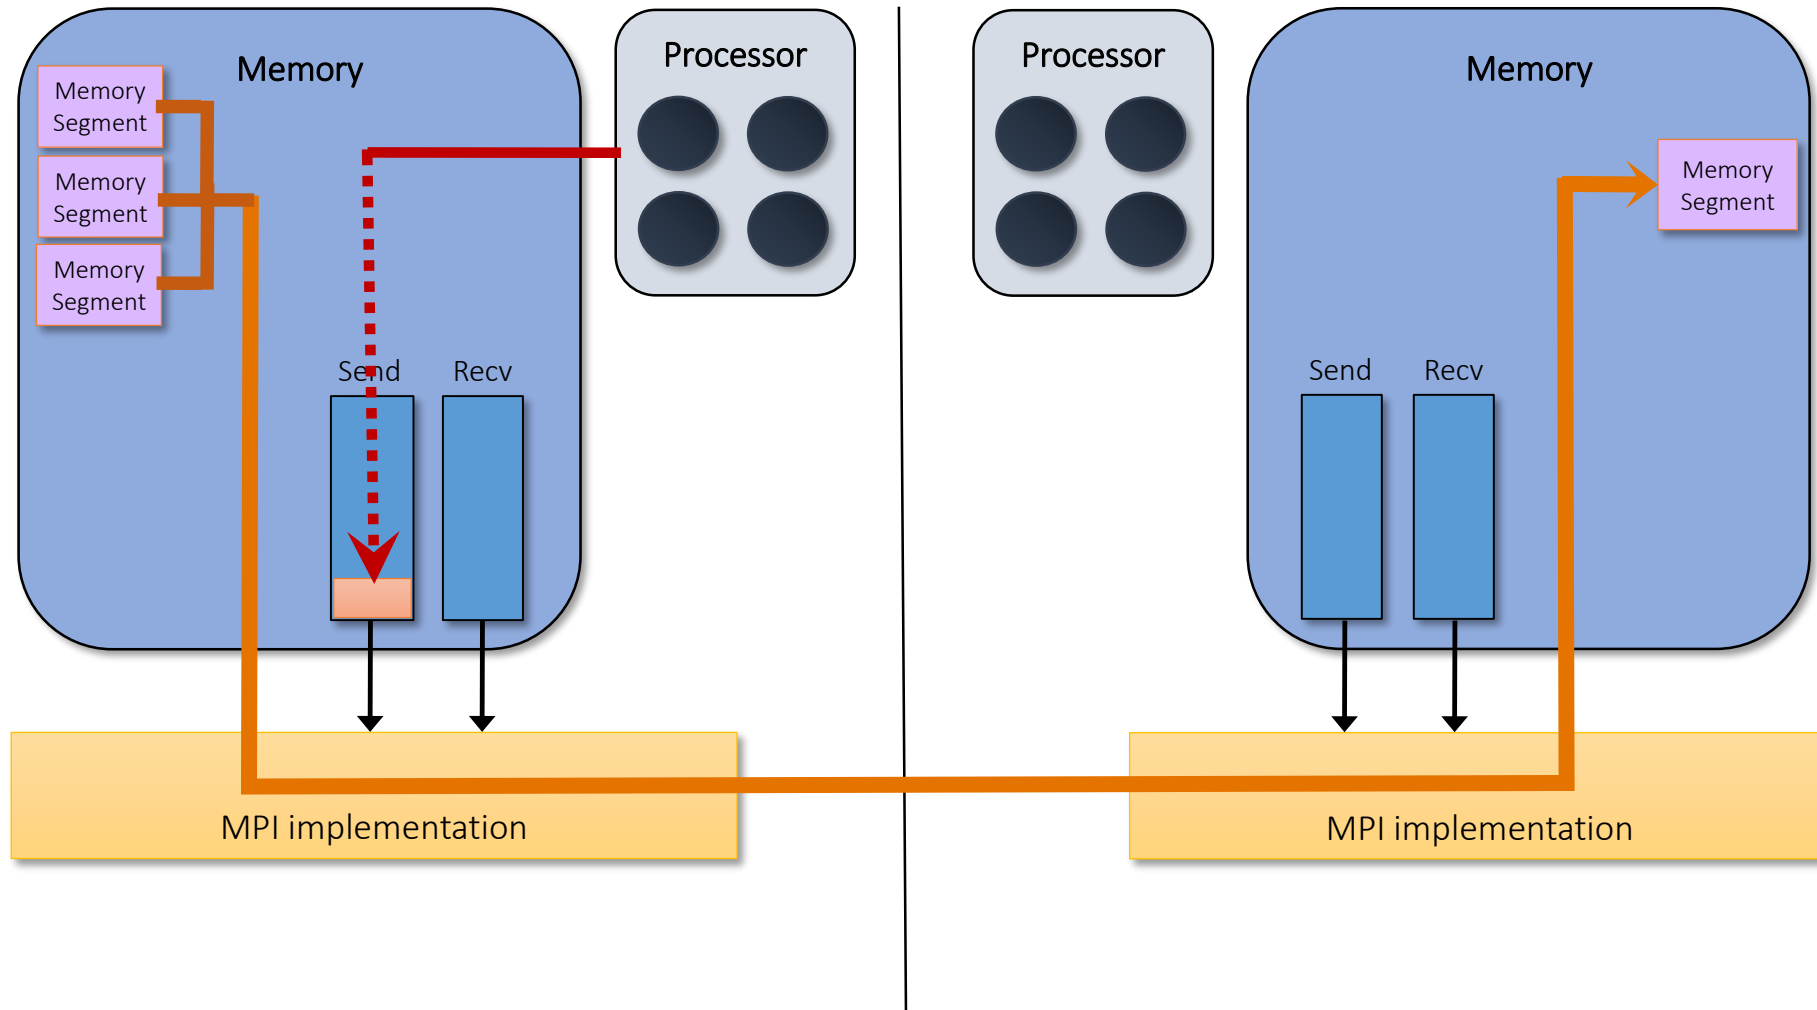 Memory
Memory
Segment
Memory
Segment
Memory
Segment
Send
Recv
Processor
MPI implementation
Processor
Memory
Memory
Segment
Send
Recv
MPI implementation